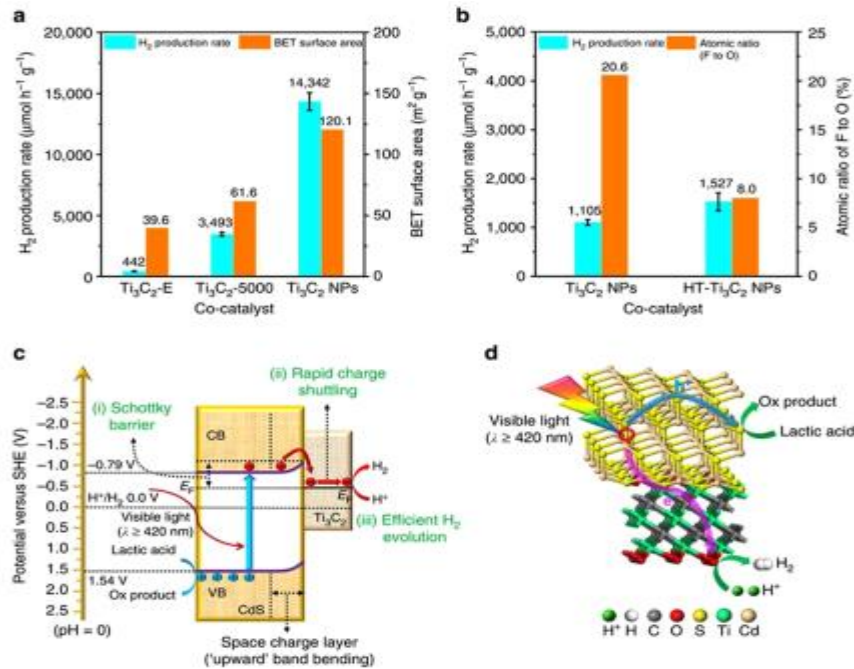 a
20,000
15,000
10,000
5,000
0
H₂ production rate (μmol h⁻¹ g⁻¹)
H₂ production rate
BET surface area
200
150
100
50
0
BET surface area (m² g⁻¹)
442
39.6
3,493
61.6
14,342
120.1
Ti₃C₂-E
Ti₃C₂-5000
Ti₃C₂ NPs
Co-catalyst
b
5,000
4,000
3,000
2,000
1,000
0
H₂ production rate (μmol h⁻¹ g⁻¹)
H₂ production rate
Atomic ratio
(F to O)
25
20
15
10
5
0
Atomic ratio of F to O (%)
1,105
20.6
1,527
8.0
Ti₃C₂ NPs
HT-Ti₃C₂ NPs
Co-catalyst
c
Potential versus SHE (V)
−2.5
−2.0
−1.5
−1.0
−0.5
0.0
0.5
1.0
1.5
2.0
2.5
(pH = 0)
(i) Schottky
barrier
−0.79 V
H⁺/H₂ 0.0 V
Visible light
(λ ≥ 420 nm)
Lactic acid
1.54 V
Ox product
CB
E_F
VB
CdS
(ii) Rapid charge
shuttling
E_F
Ti₃C₂
H₂
H⁺
(iii) Efficient H₂
evolution
Space charge layer
('upward' band bending)
d
Visible light
(λ ≥ 420 nm)
h⁺
Ox product
Lactic acid
e⁻
H₂
H⁺
H⁺ H C O S Ti Cd